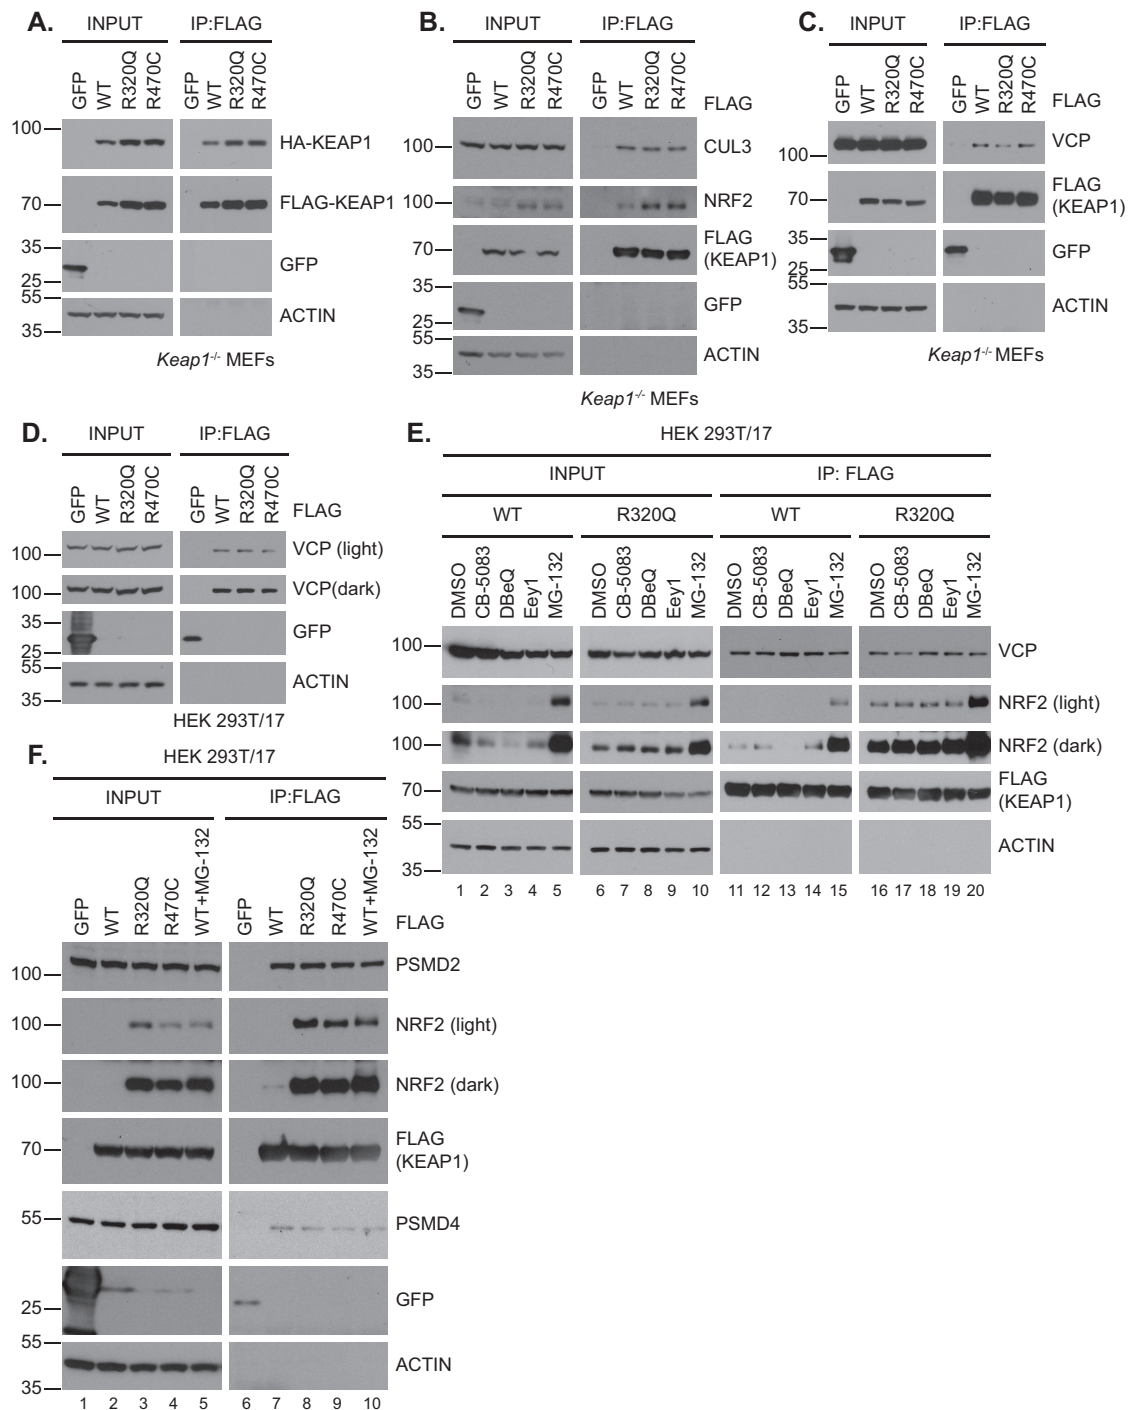 A.
INPUT IP:FLAG
GFP WT R320Q R470C GFP WT R320Q R470C
100 HA-KEAP1
70 FLAG-KEAP1
35
25 GFP
55
35 ACTIN
Keap1-/- MEFs
B.
INPUT IP:FLAG
GFP WT R320Q R470C GFP WT R320Q R470C FLAG
100 CUL3
100 NRF2
70 FLAG
(KEAP1)
35
25 GFP
55
35 ACTIN
Keap1-/- MEFs
C.
INPUT IP:FLAG
GFP WT R320Q R470C GFP WT R320Q R470C FLAG
100 VCP
70 FLAG
(KEAP1)
35
25 GFP
55
35 ACTIN
Keap1-/- MEFs
D.
INPUT IP:FLAG
GFP WT R320Q R470C GFP WT R320Q R470C FLAG
100 VCP (light)
100 VCP(dark)
35
25 GFP
55
35 ACTIN
HEK 293T/17
E.
HEK 293T/17
INPUT IP: FLAG
WT R320Q WT R320Q
DMSO CB-5083 DBeQ Eey1 MG-132 DMSO CB-5083 DBeQ Eey1 MG-132 DMSO CB-5083 DBeQ Eey1 MG-132 DMSO CB-5083 DBeQ Eey1 MG-132
100 VCP
100 NRF2 (light)
100 NRF2 (dark)
70 FLAG
(KEAP1)
55
35 ACTIN
1 2 3 4 5 6 7 8 9 10 11 12 13 14 15 16 17 18 19 20
F.
HEK 293T/17
INPUT IP:FLAG
GFP WT R320Q R470C WT+MG-132 GFP WT R320Q R470C WT+MG-132 FLAG
100 PSMD2
100 NRF2 (light)
100 NRF2 (dark)
70 FLAG
(KEAP1)
55 PSMD4
25 GFP
55
35 ACTIN
1 2 3 4 5 6 7 8 9 10